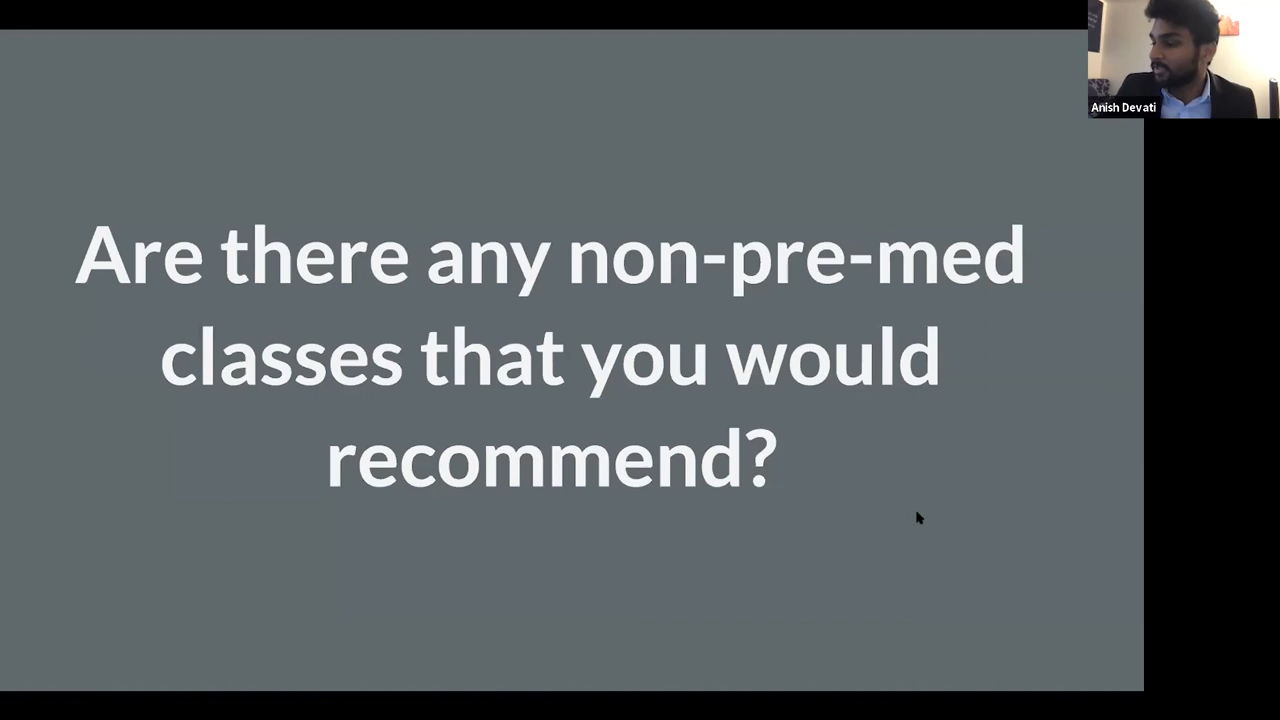 Anish Devati
Are there any non-pre-med
classes that you would
recommend?